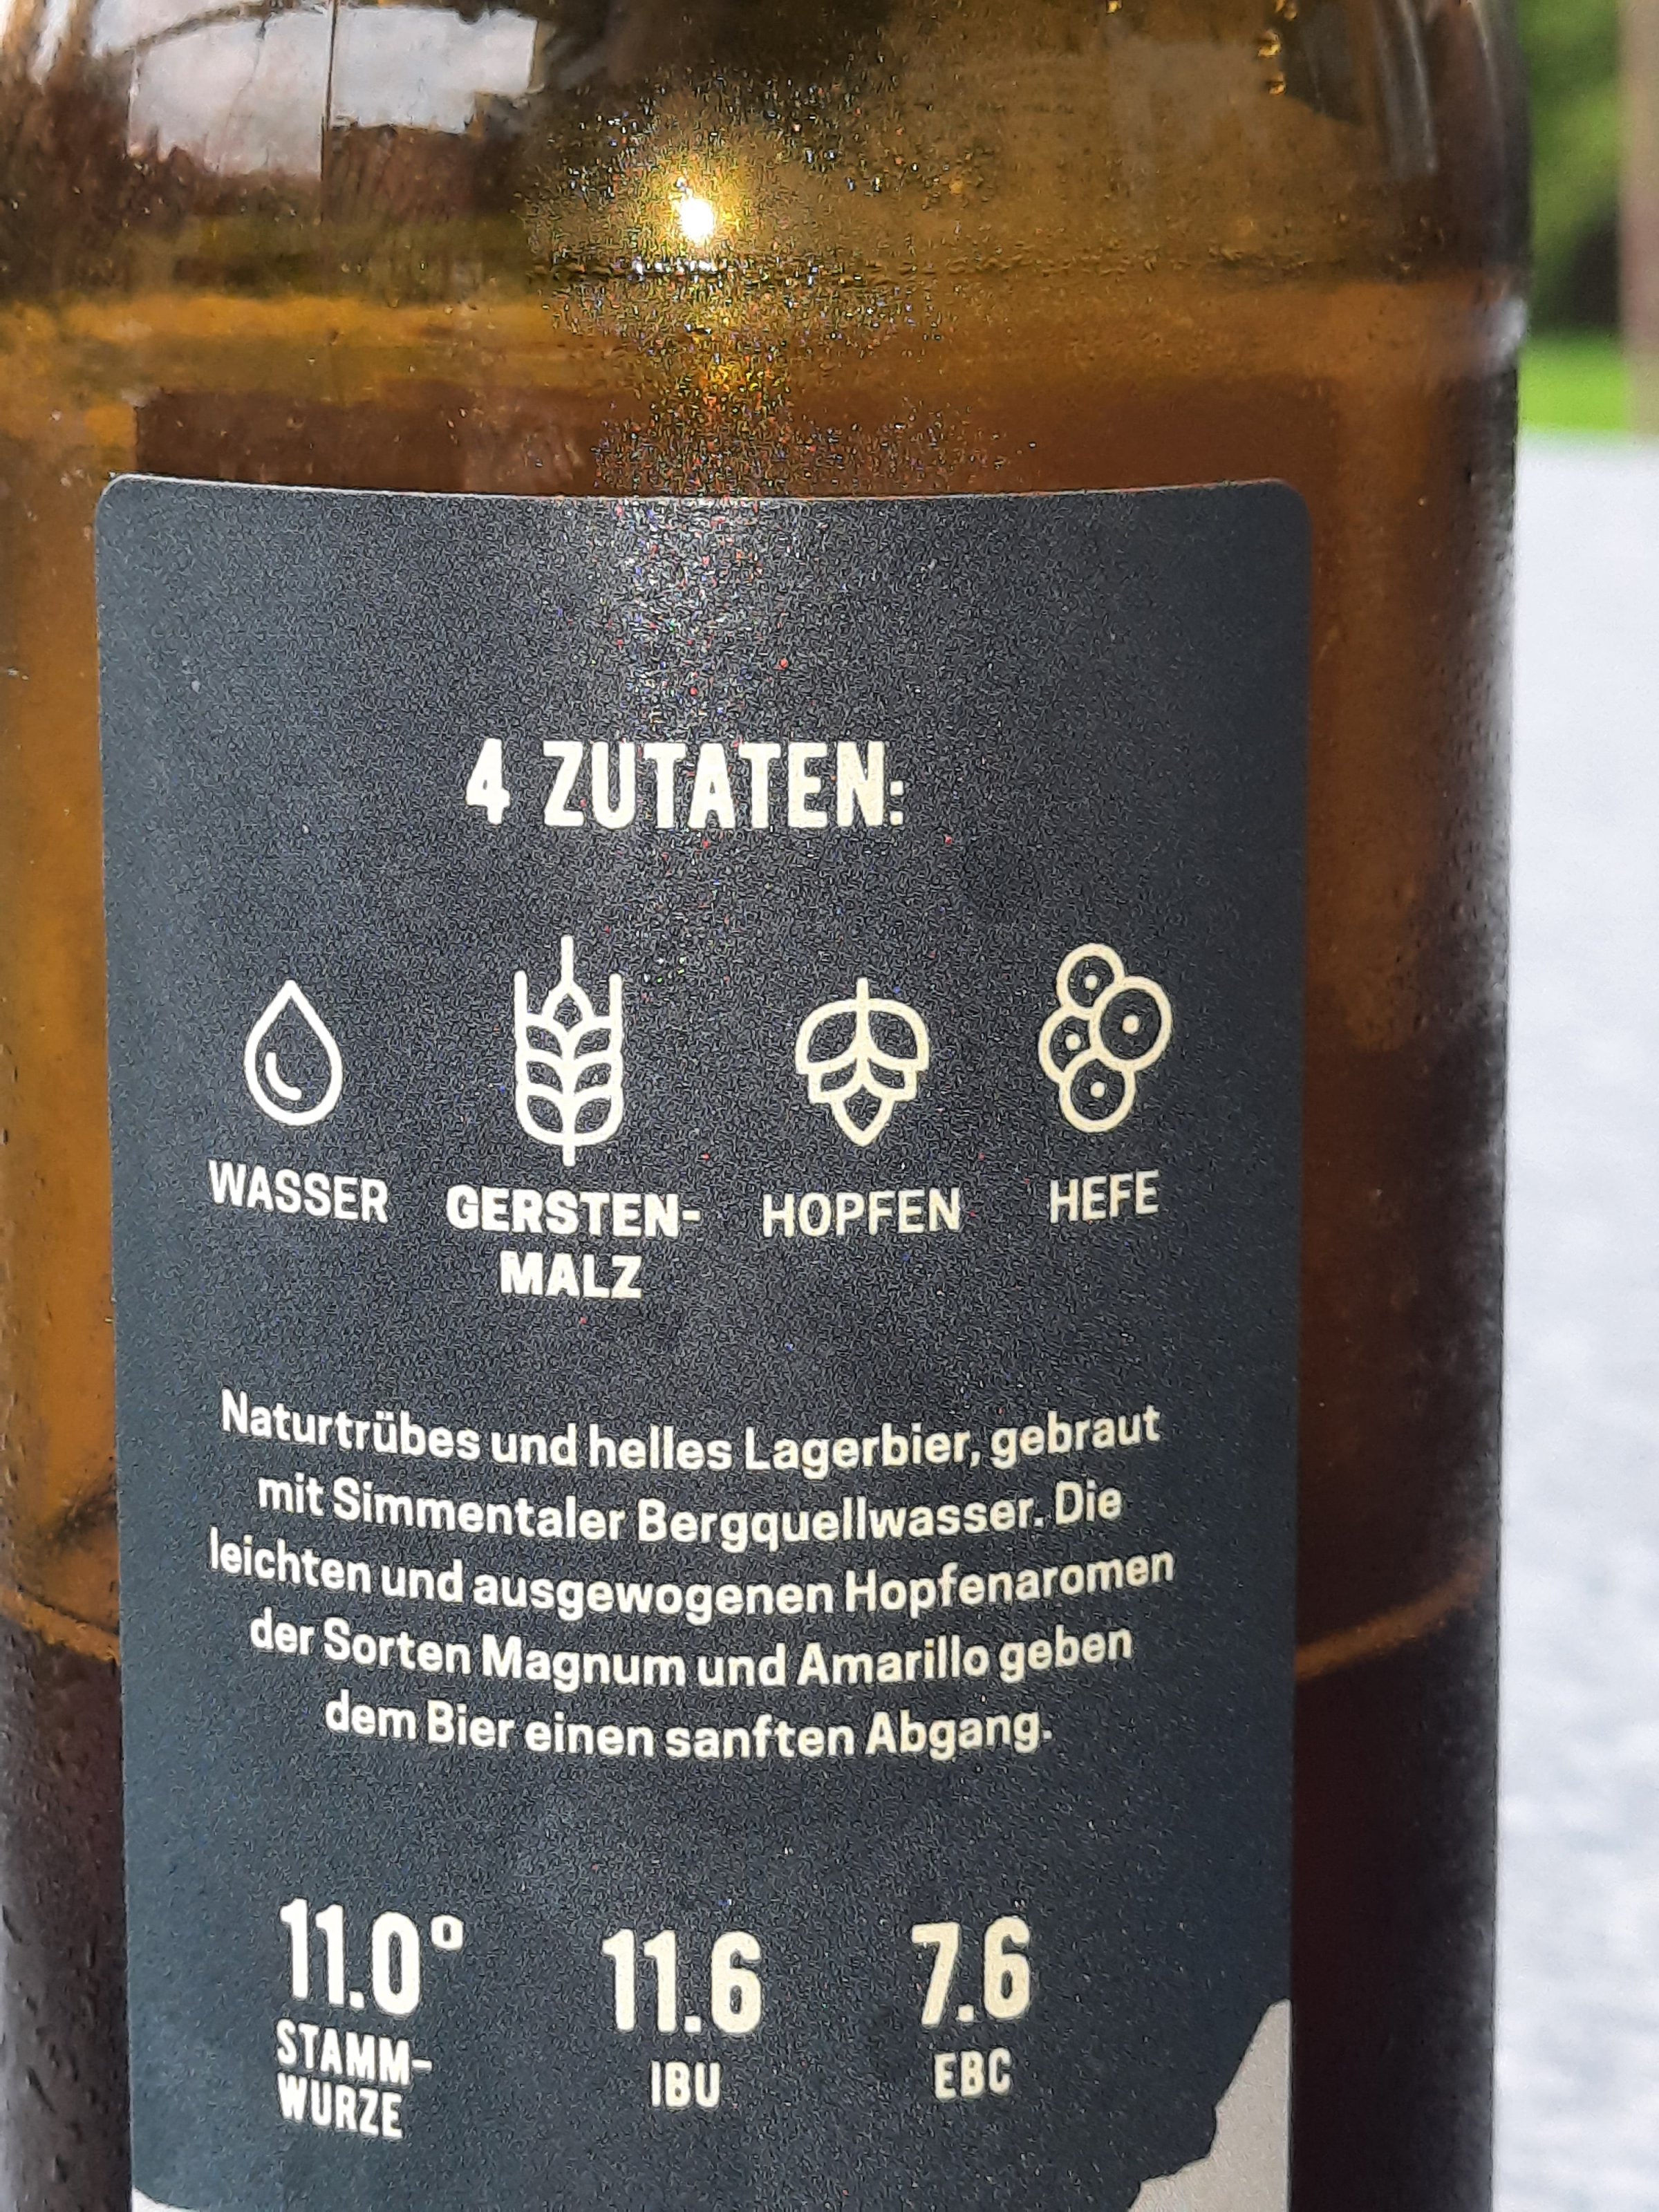 4 ZUTATEN:
WASSER GERSTEN- HOPFEN HEFE
MALZ
Naturtrübes und helles Lagerbier, gebraut
mit Simmentaler Bergquellwasser. Die
leichten und ausgewogenen Hopfenaromen
der Sorten Magnum und Amarillo geben
dem Bier einen sanften Abgang.
11.0° 11.6 7.6
STAMM- IBU EBC
WÜRZE